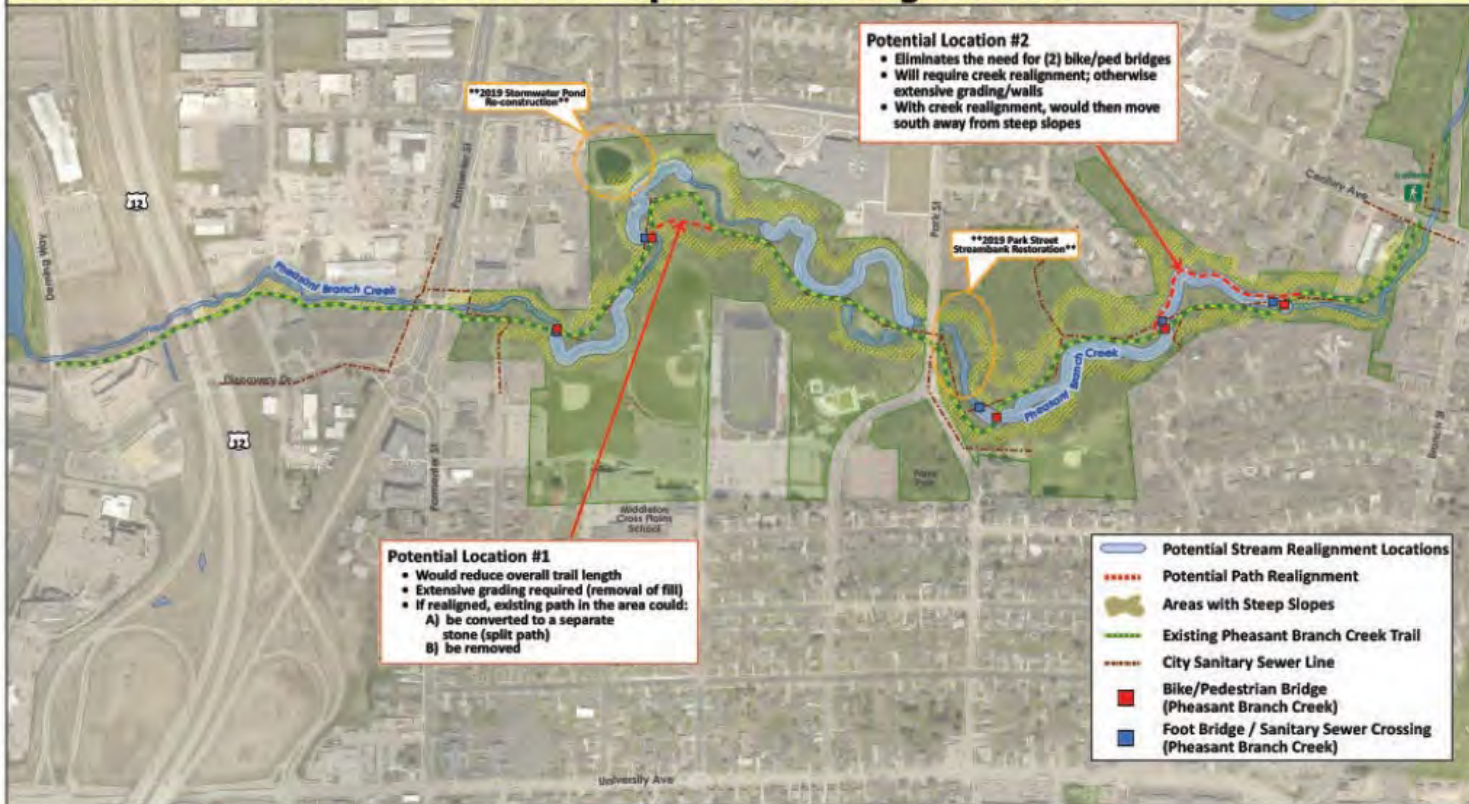 Potential Location #2
• Eliminates the need for (2) bike/ped bridges
• Will require creek realignment; otherwise
extensive grading/walls
• With creek realignment, would then move
south away from steep slopes
**2019 Stormwater Pond
Re-construction**
12
Deming Way
Parmenter St
Park St
Century Ave
**2019 Park Street
Streambank Restoration**
Pheasant Branch Creek
Pheasant Branch Creek
12
Parmenter St
Branch St
Middleton
Cross Plains
School
Potential Location #1
• Would reduce overall trail length
• Extensive grading required (removal of fill)
• If realigned, existing path in the area could:
A) be converted to a separate
stone (split path)
B) be removed
Potential Stream Realignment Locations
Potential Path Realignment
Areas with Steep Slopes
Existing Pheasant Branch Creek Trail
City Sanitary Sewer Line
Bike/Pedestrian Bridge
(Pheasant Branch Creek)
Foot Bridge / Sanitary Sewer Crossing
(Pheasant Branch Creek)
University Ave